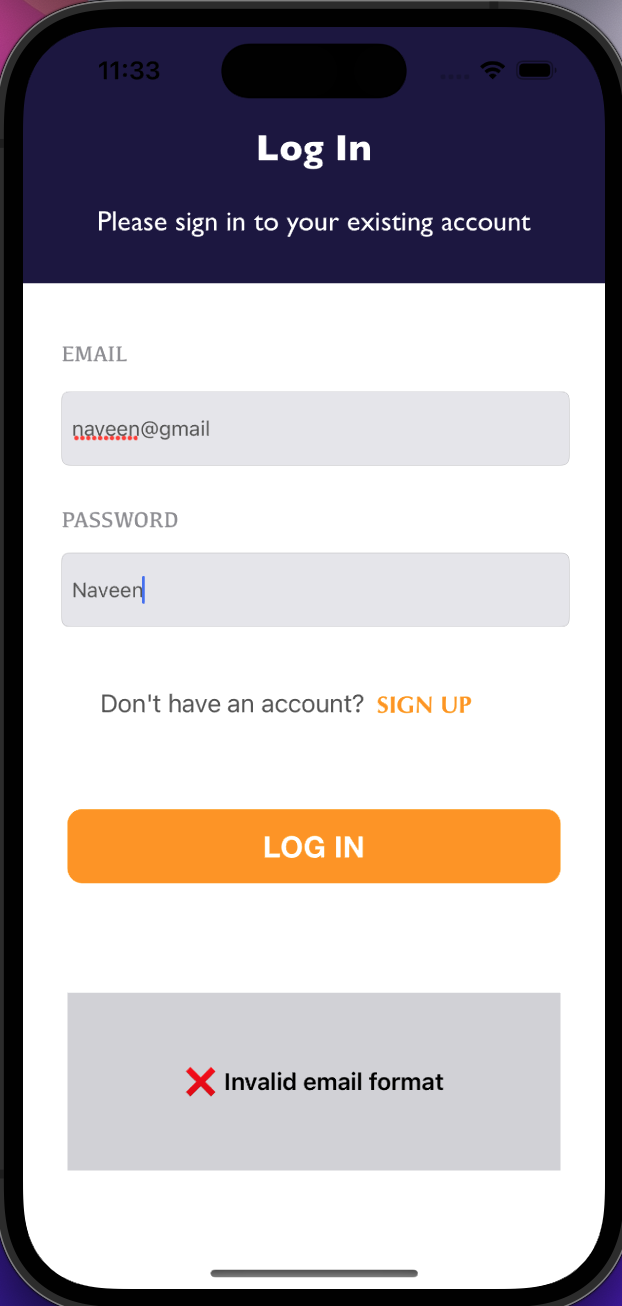 11:33
Log In
Please sign in to your existing account
EMAIL
naveen@gmail
PASSWORD
Naveen
Don't have an account? SIGN UP
LOG IN
❌ Invalid email format